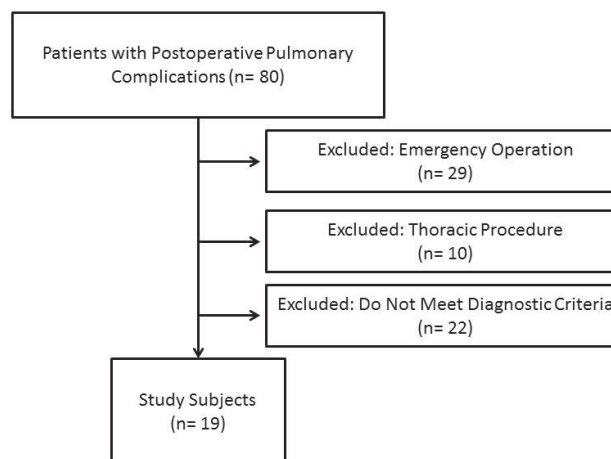 Patients with Postoperative Pulmonary
Complications (n= 80)
Excluded: Emergency Operation
(n= 29)
Excluded: Thoracic Procedure
(n= 10)
Excluded: Do Not Meet Diagnostic Criteria
(n= 22)
Study Subjects
(n= 19)